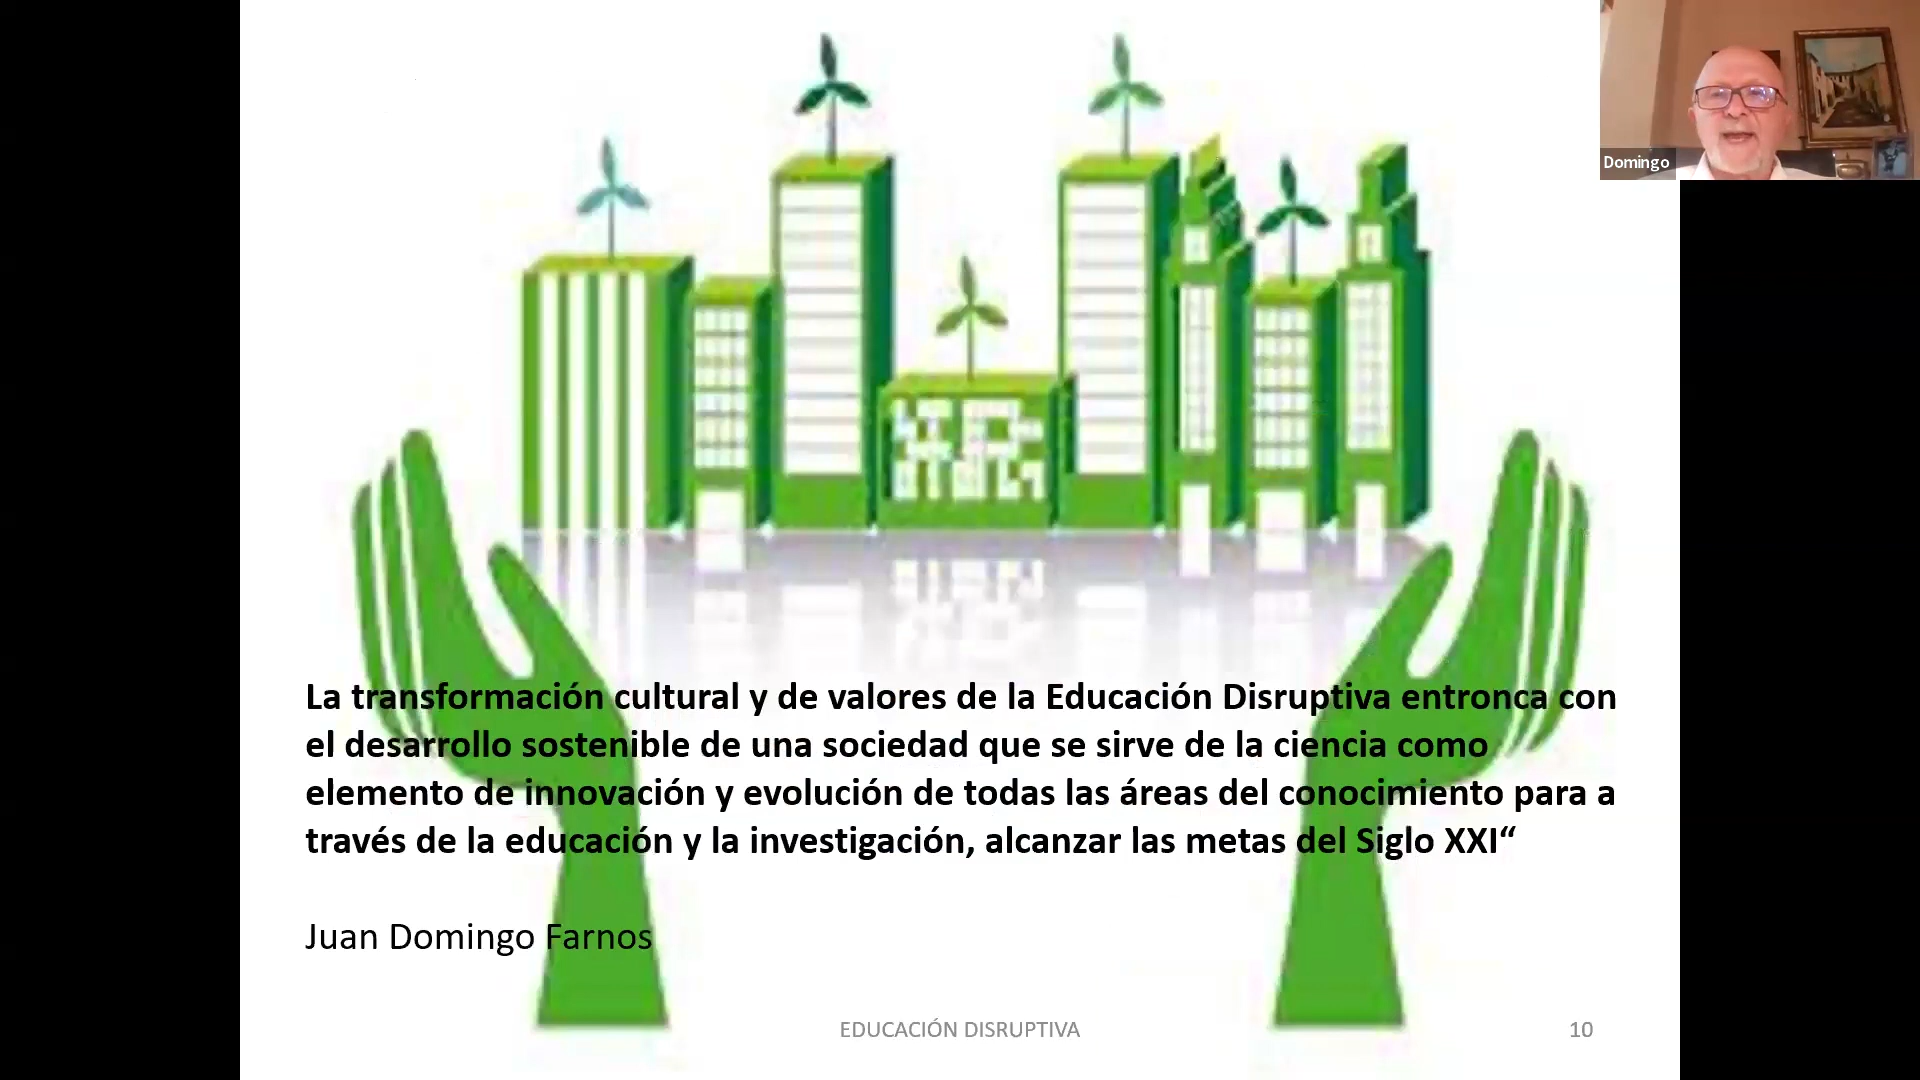 Domingo
La transformación cultural y de valores de la Educación Disruptiva entronca con
el desarrollo sostenible de una sociedad que se sirve de la ciencia como
elemento de innovación y evolución de todas las áreas del conocimiento para a
través de la educación y la investigación, alcanzar las metas del Siglo XXI“
Juan Domingo Farnos
EDUCACIÓN DISRUPTIVA
10